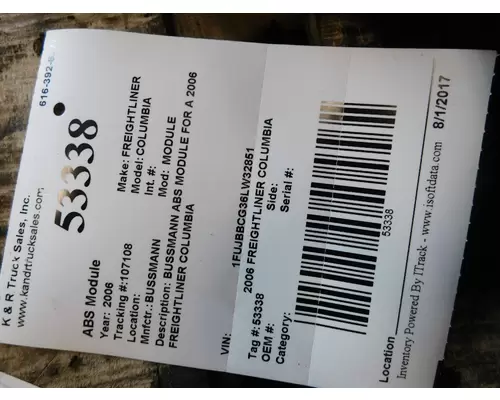 K & R Truck Sales, Inc.
www.kandrtrucksales.com
616-392-6
53338
ABS Module
Year: 2006 Make: FREIGHTLINER
Tracking #:107108 Model: COLUMBIA
Location: Int. #:
Mnfctr.:BUSSMANN Mod: MODULE
Description: BUSSMANN ABS MODULE FOR A 2006
FREIGHTLINER COLUMBIA
VIN: 1FUJBBCG36LW32851
2006 FREIGHTLINER COLUMBIA
Tag #:53338 Side:
OEM #: Serial #:
Category:
53338
Location
Inventory Powered By ITrack - www.isoftdata.com 8/1/2017